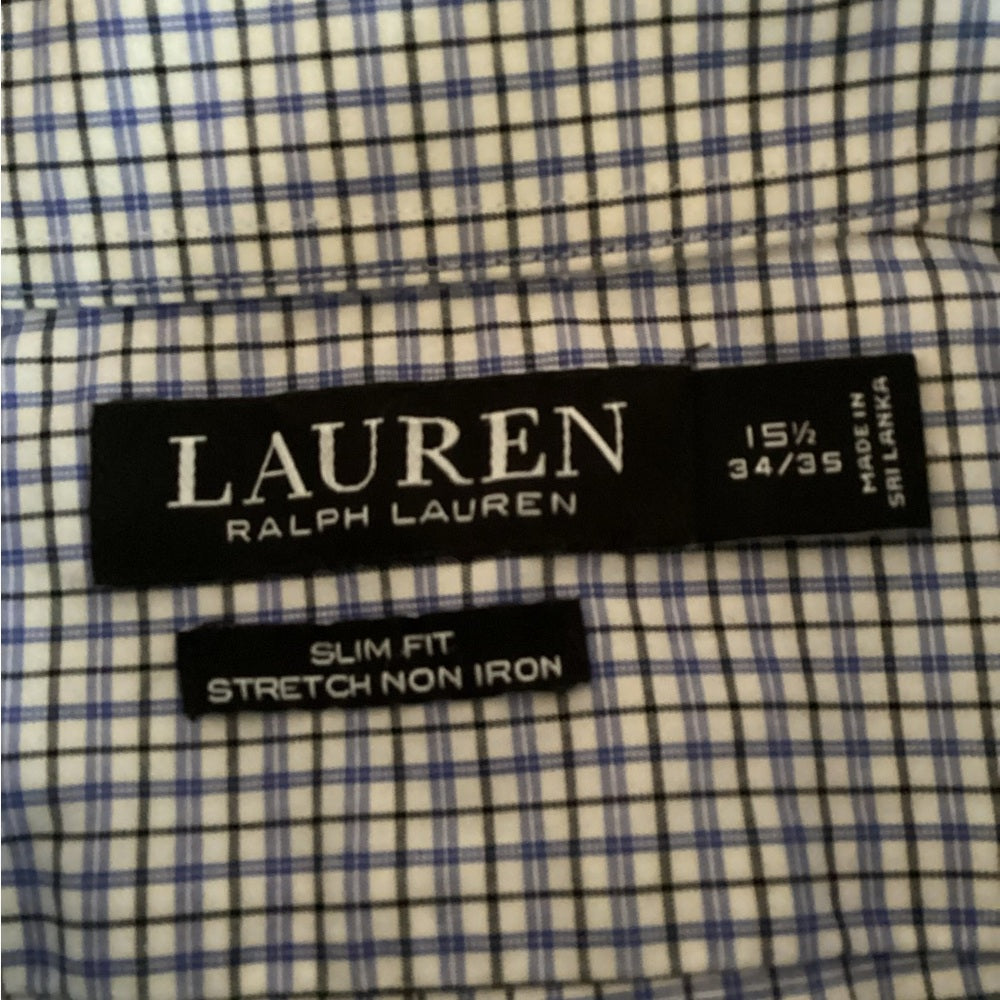 LAUREN
RALPH LAUREN
15½
34/35
MADE IN
SRI LANKA
SLIM FIT
STRETCH NON IRON